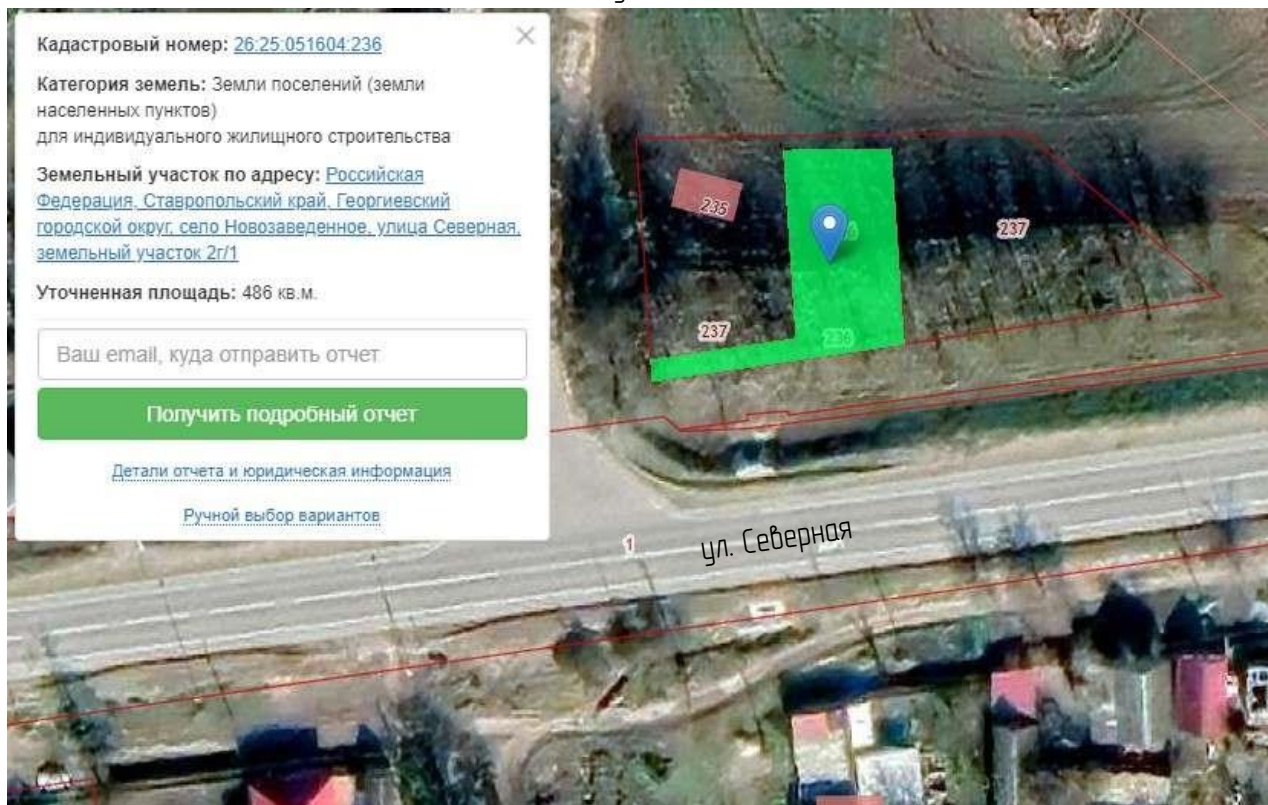 Кадастровый номер: 26:25:051604:236
Категория земель: Земли поселений (земли
населенных пунктов)
для индивидуального жилищного строительства
Земельный участок по адресу: Российская
Федерация, Ставропольский край, Георгиевский
городской округ, село Новозаведенное, улица Северная,
земельный участок 2г/1
Уточненная площадь: 486 кв.м.
Ваш email, куда отправить отчет
Получить подробный отчет
Детали отчета и юридическая информация
Ручной выбор вариантов
235
237
237
236
1
ул. Северная